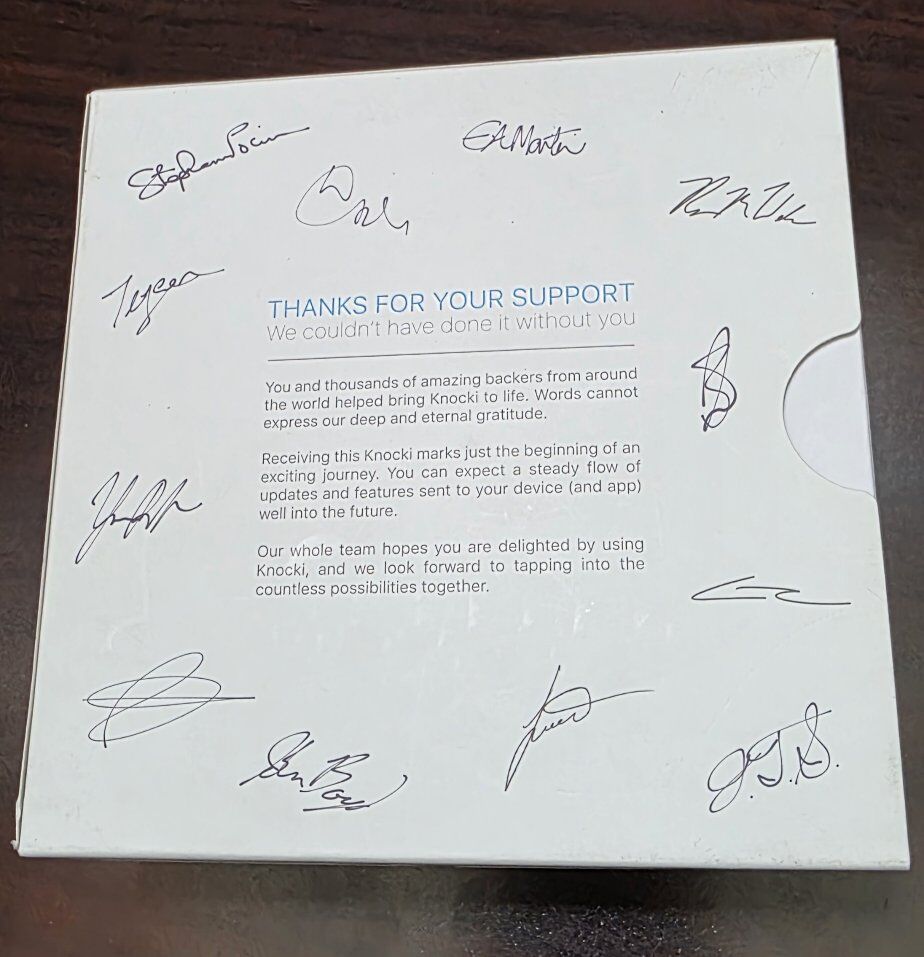 EAMartin
THANKS FOR YOUR SUPPORT
We couldn't have done it without you
You and thousands of amazing backers from around
the world helped bring Knocki to life. Words cannot
express our deep and eternal gratitude.
Receiving this Knocki marks just the beginning of an
exciting journey. You can expect a steady flow of
updates and features sent to your device (and app)
well into the future.
Our whole team hopes you are delighted by using
Knocki, and we look forward to tapping into the
countless possibilities together.